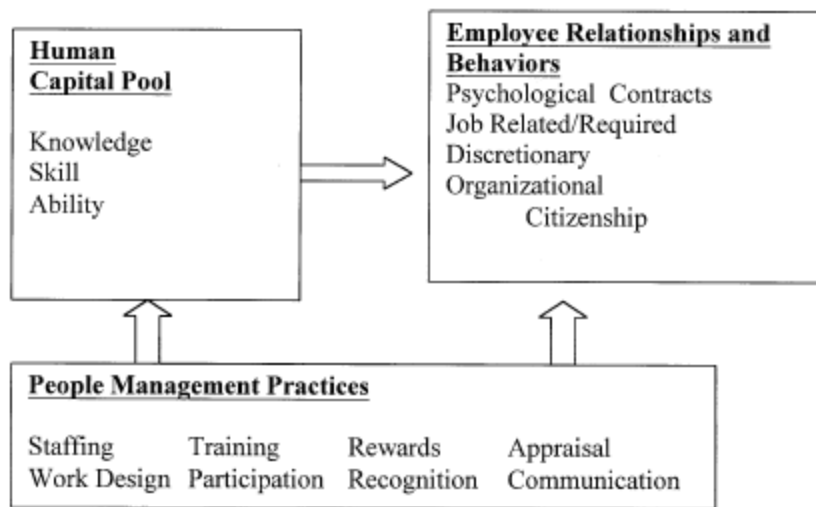 Human
Capital Pool
Knowledge
Skill
Ability
Employee Relationships and
Behaviors
Psychological Contracts
Job Related/Required
Discretionary
Organizational
Citizenship
People Management Practices
Staffing Training Rewards Appraisal
Work Design Participation Recognition Communication